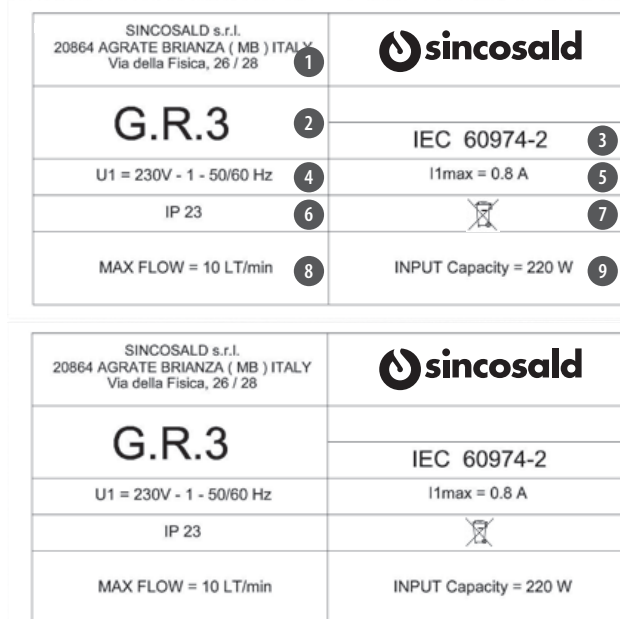 SINCOSALD s.r.l.
20864 AGRATE BRIANZA ( MB ) ITALY
Via della Fisica, 26 / 28
1
sincosald
G.R.3
2
IEC 60974-2
3
U1 = 230V - 1 - 50/60 Hz
4
I1max = 0.8 A
5
IP 23
6
7
MAX FLOW = 10 LT/min
8
INPUT Capacity = 220 W
9
SINCOSALD s.r.l.
20864 AGRATE BRIANZA ( MB ) ITALY
Via della Fisica, 26 / 28
sincosald
G.R.3
IEC 60974-2
U1 = 230V - 1 - 50/60 Hz
I1max = 0.8 A
IP 23
MAX FLOW = 10 LT/min
INPUT Capacity = 220 W